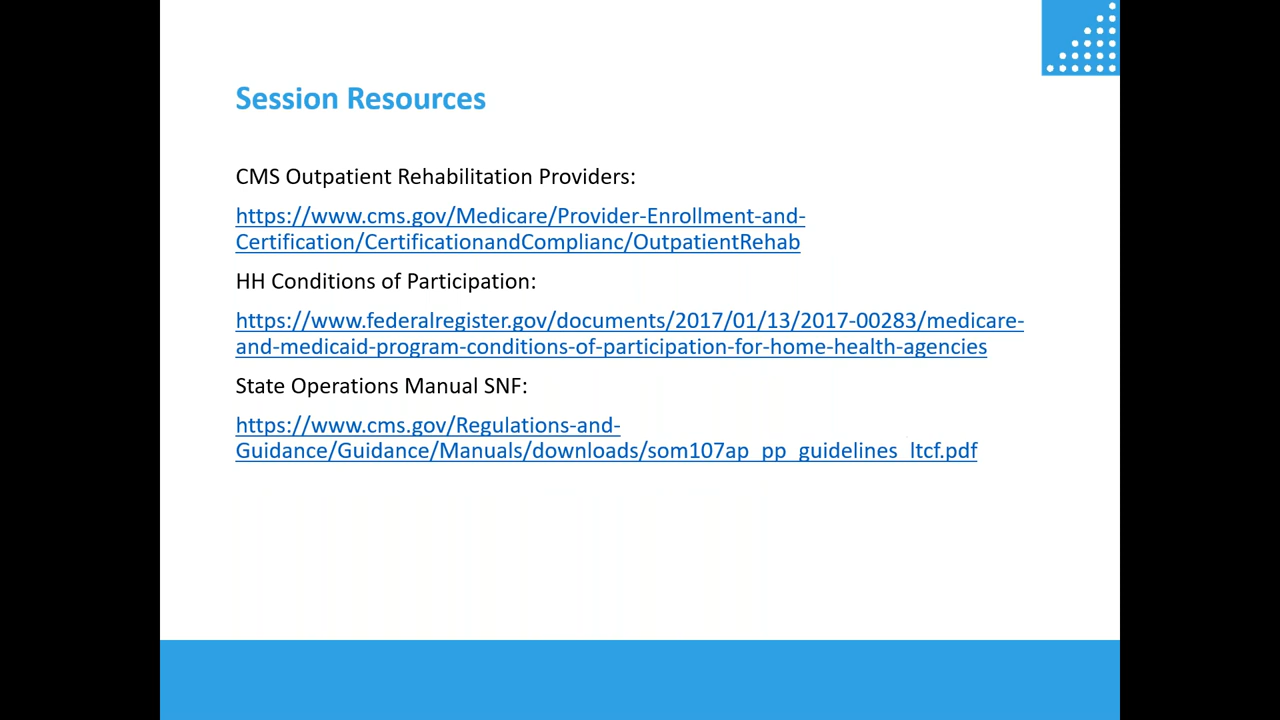 Session Resources
CMS Outpatient Rehabilitation Providers:
https://www.cms.gov/Medicare/Provider-Enrollment-and-
Certification/CertificationandComplianc/OutpatientRehab
HH Conditions of Participation:
https://www.federalregister.gov/documents/2017/01/13/2017-00283/medicare-
and-medicaid-program-conditions-of-participation-for-home-health-agencies
State Operations Manual SNF:
https://www.cms.gov/Regulations-and-
Guidance/Guidance/Manuals/downloads/som107ap_pp_guidelines_ltcf.pdf